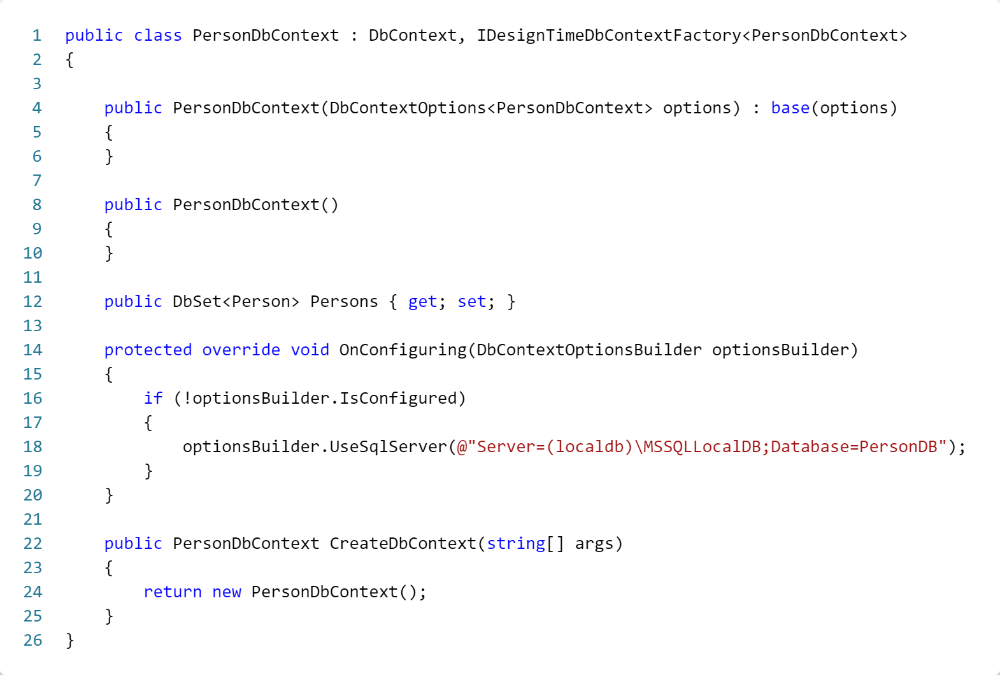 1 public class PersonDbContext : DbContext, IDesignTimeDbContextFactory<PersonDbContext>
2 {
3
4     public PersonDbContext(DbContextOptions<PersonDbContext> options) : base(options)
5     {
6     }
7
8     public PersonDbContext()
9     {
10     }
11
12     public DbSet<Person> Persons { get; set; }
13
14     protected override void OnConfiguring(DbContextOptionsBuilder optionsBuilder)
15     {
16         if (!optionsBuilder.IsConfigured)
17         {
18             optionsBuilder.UseSqlServer(@"Server=(localdb)\MSSQLLocalDB;Database=PersonDB");
19         }
20     }
21
22     public PersonDbContext CreateDbContext(string[] args)
23     {
24         return new PersonDbContext();
25     }
26 }